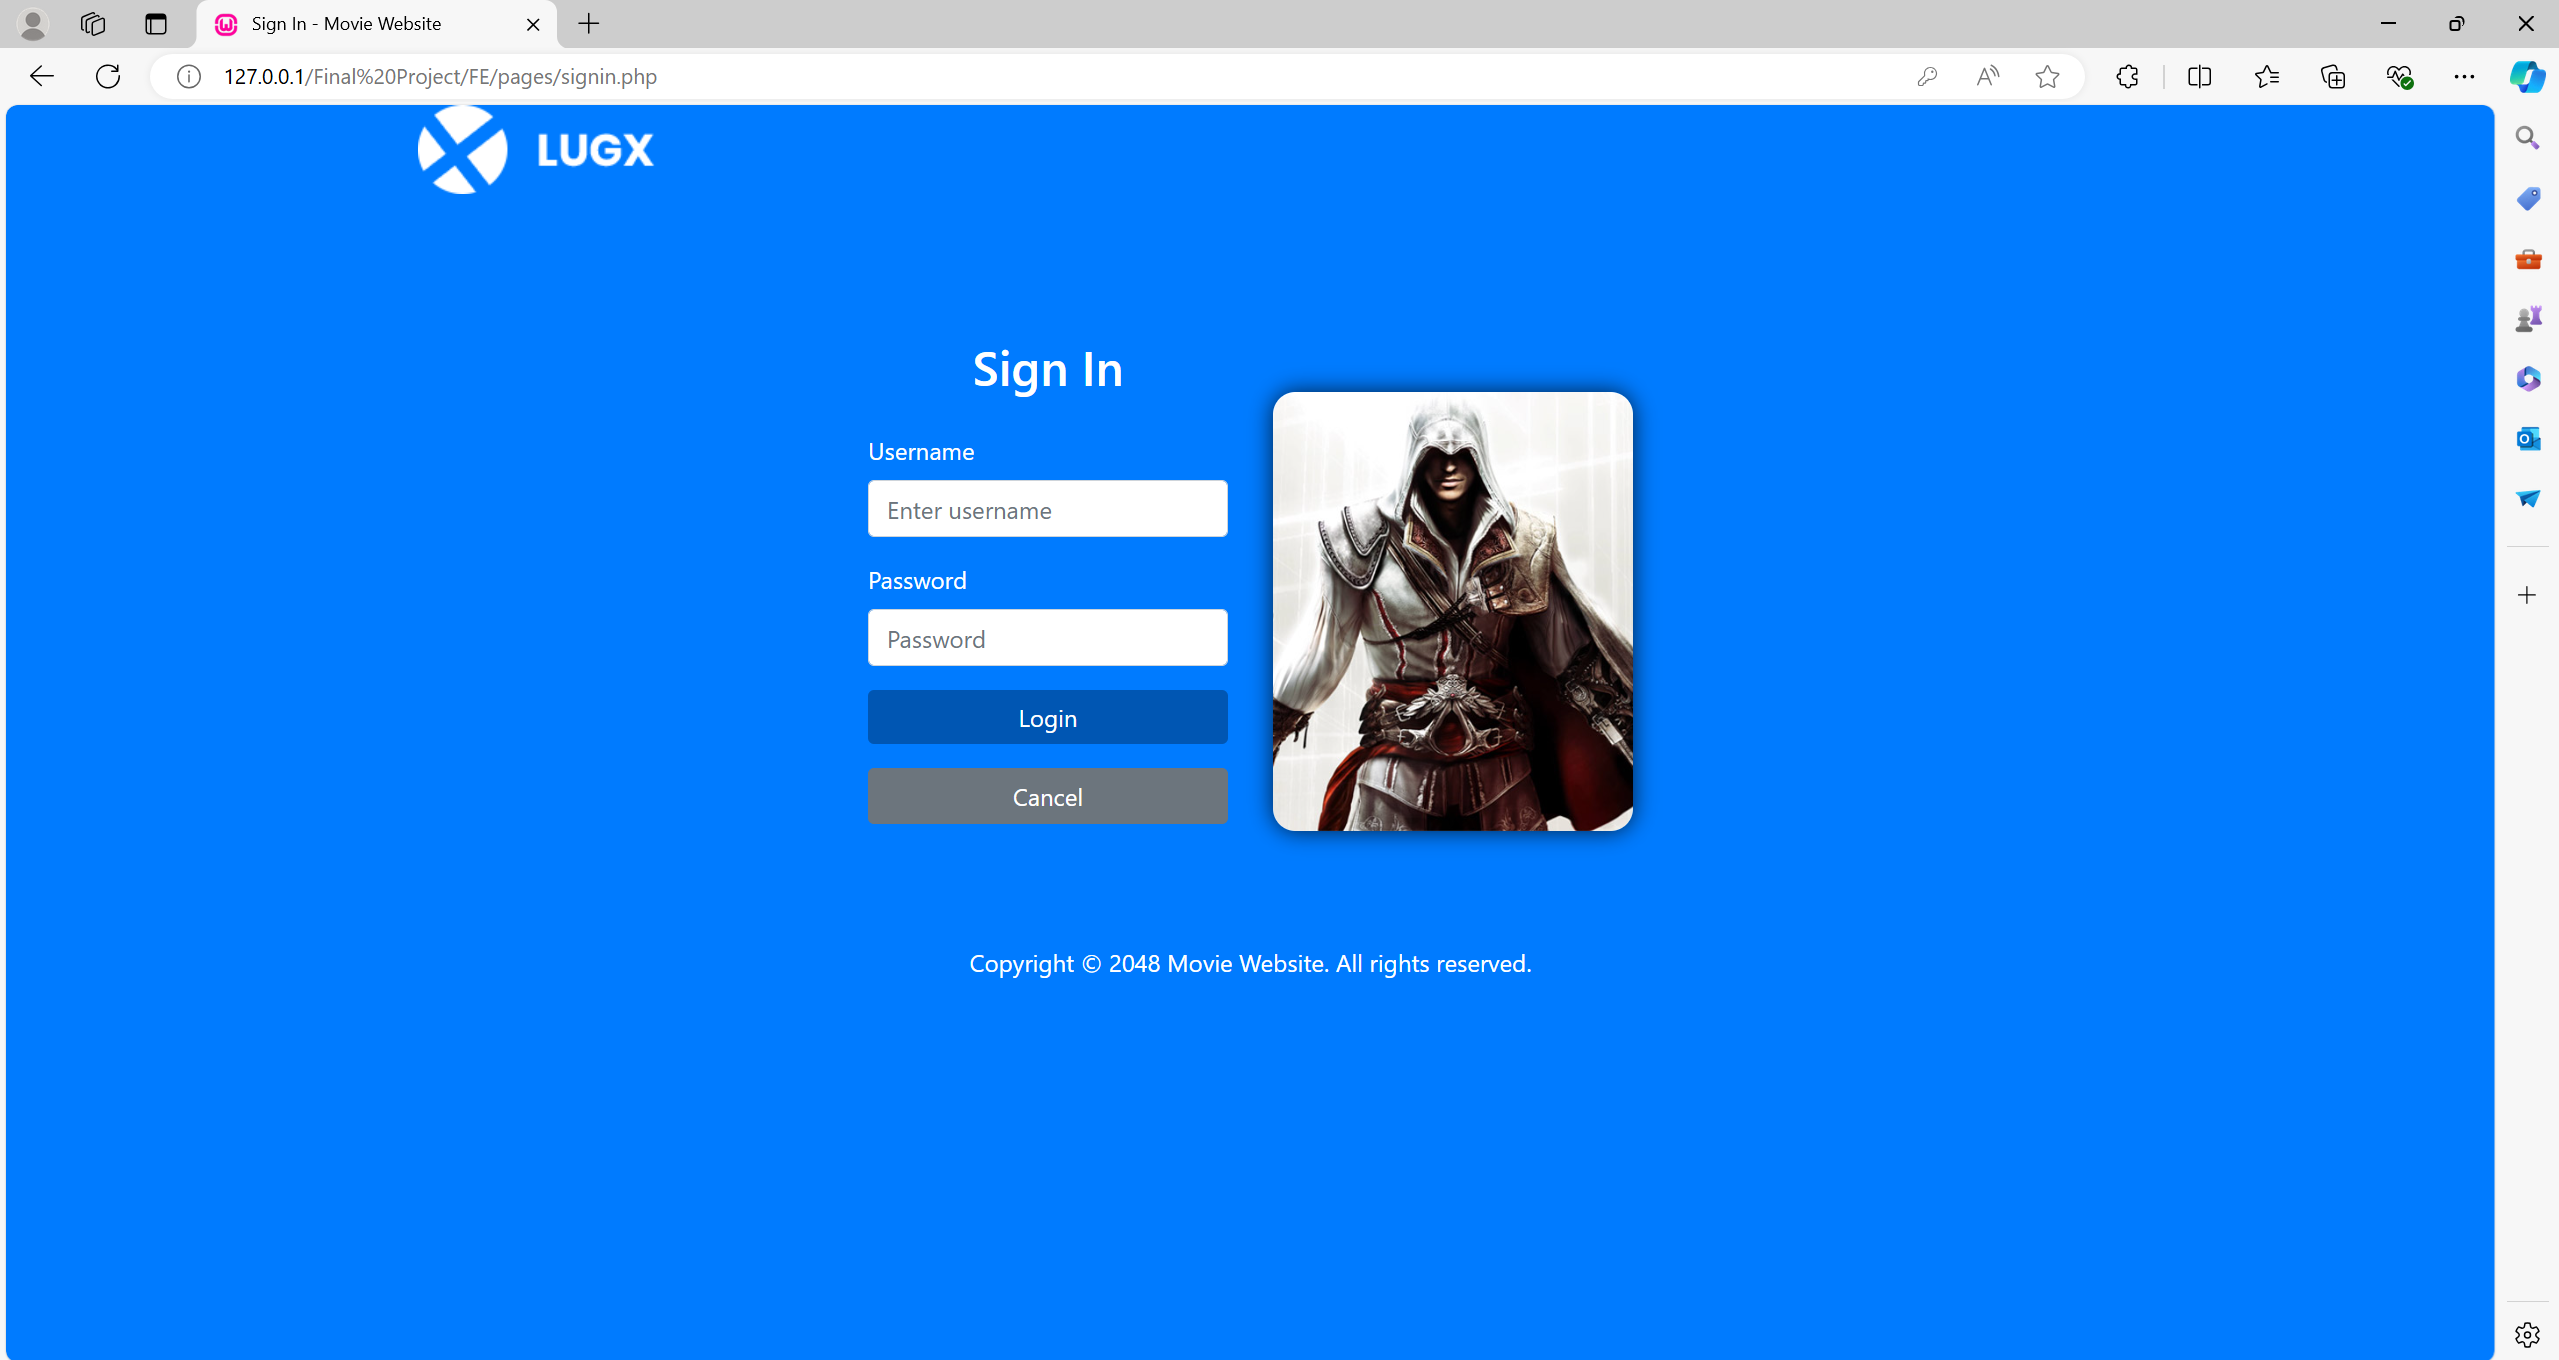 Sign In - Movie Website
127.0.0.1/Final%20Project/FE/pages/signin.php
LUGX
Sign In
Username
Enter username
Password
Password
Login
Cancel
Copyright © 2048 Movie Website. All rights reserved.